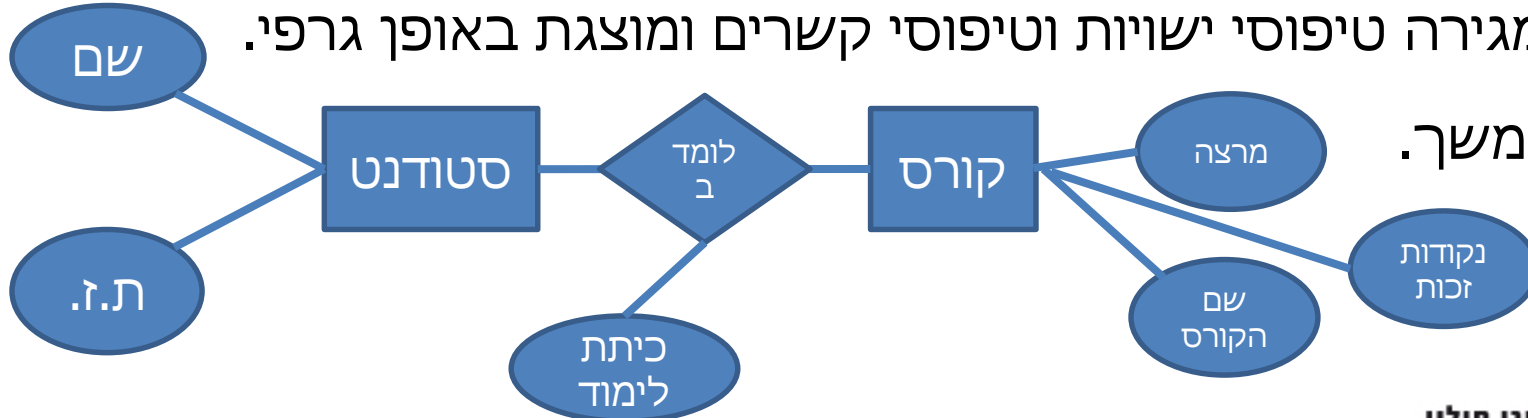 מגירה טיפוסי ישויות וטיפוסי קשרים ומוצגת באופן גרפי.
משך.
שם
ת.ז.
סטודנט
לומד
ב
כיתת
לימוד
קורס
מרצה
נקודות
זכות
שם
הקורס